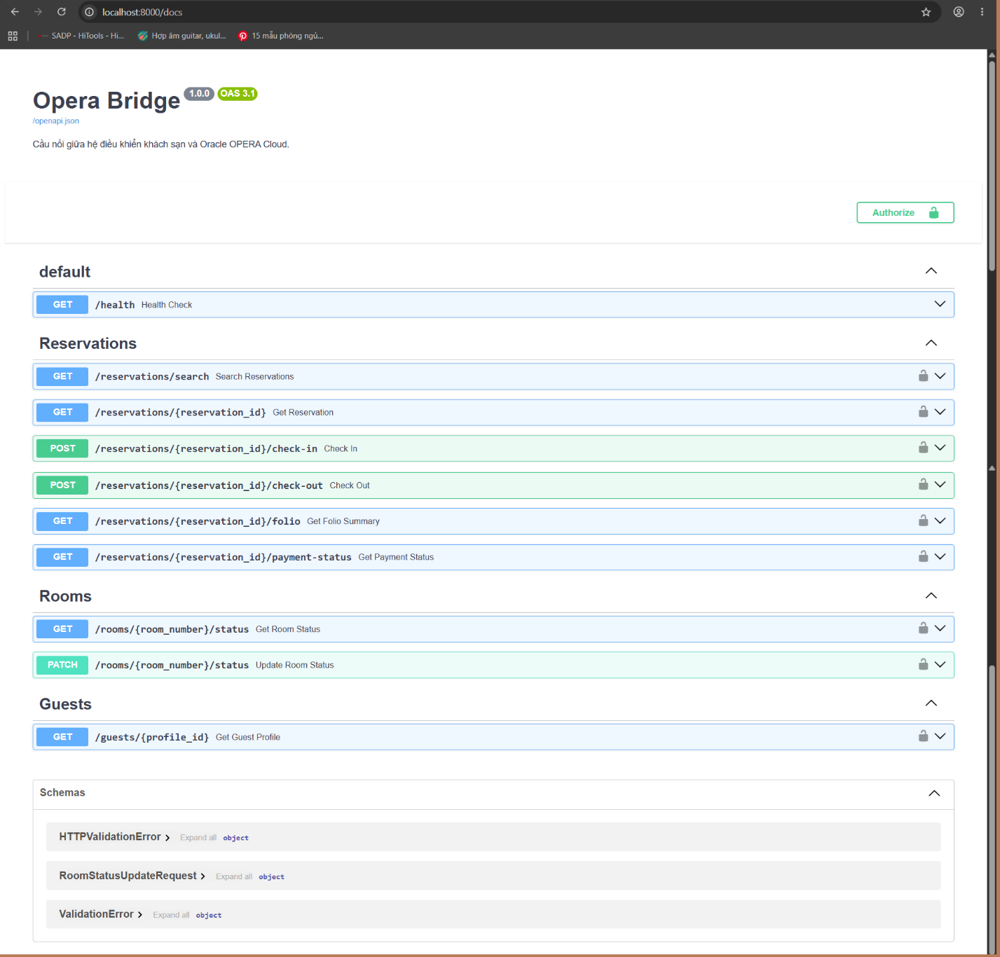 localhost:8000/docs
SADP - HiTools - Hi...
Hợp âm guitar, ukul...
15 mẫu phòng ngủ...
Opera Bridge 1.0.0 OAS 3.1
/openapi.json
Cầu nối giữa hệ điều khiển khách sạn và Oracle OPERA Cloud.
Authorize
default
GET /health Health Check
Reservations
GET /reservations/search Search Reservations
GET /reservations/{reservation_id} Get Reservation
POST /reservations/{reservation_id}/check-in Check In
POST /reservations/{reservation_id}/check-out Check Out
GET /reservations/{reservation_id}/folio Get Folio Summary
GET /reservations/{reservation_id}/payment-status Get Payment Status
Rooms
GET /rooms/{room_number}/status Get Room Status
PATCH /rooms/{room_number}/status Update Room Status
Guests
GET /guests/{profile_id} Get Guest Profile
Schemas
HTTPValidationError Expand all object
RoomStatusUpdateRequest Expand all object
ValidationError Expand all object